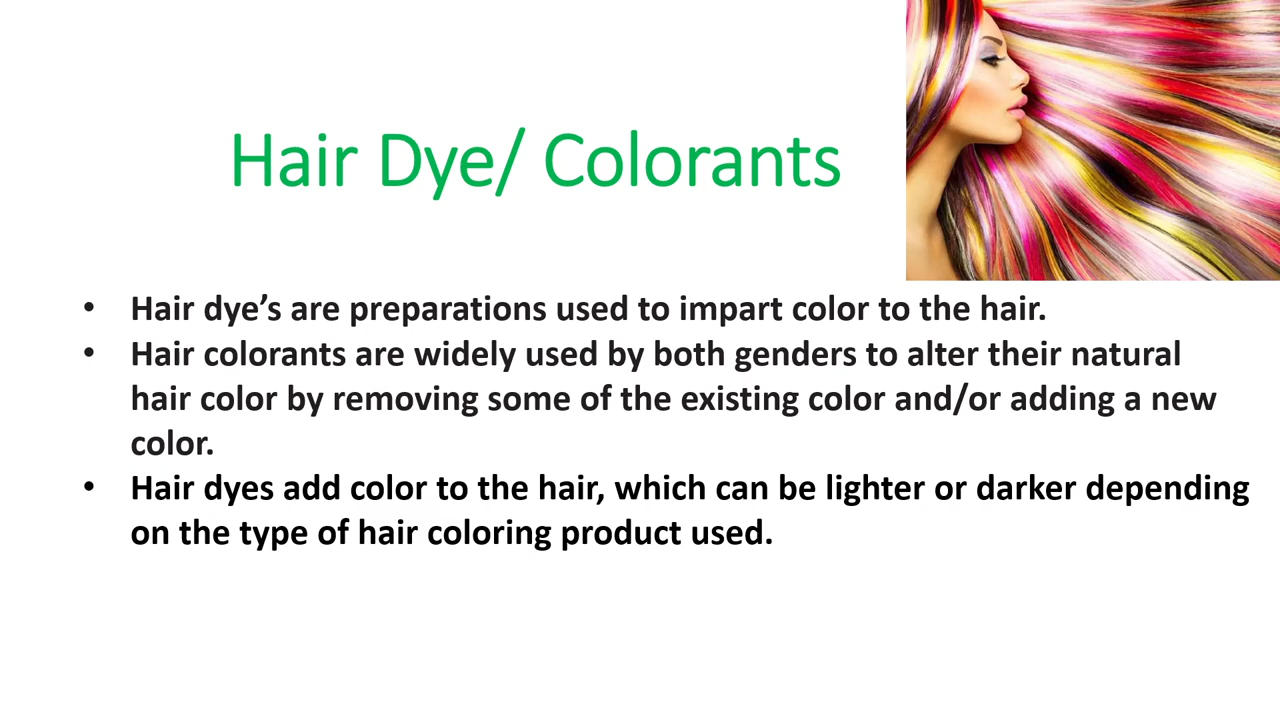 Hair Dye/ Colorants
• Hair dye’s are preparations used to impart color to the hair.
• Hair colorants are widely used by both genders to alter their natural
hair color by removing some of the existing color and/or adding a new
color.
• Hair dyes add color to the hair, which can be lighter or darker depending
on the type of hair coloring product used.